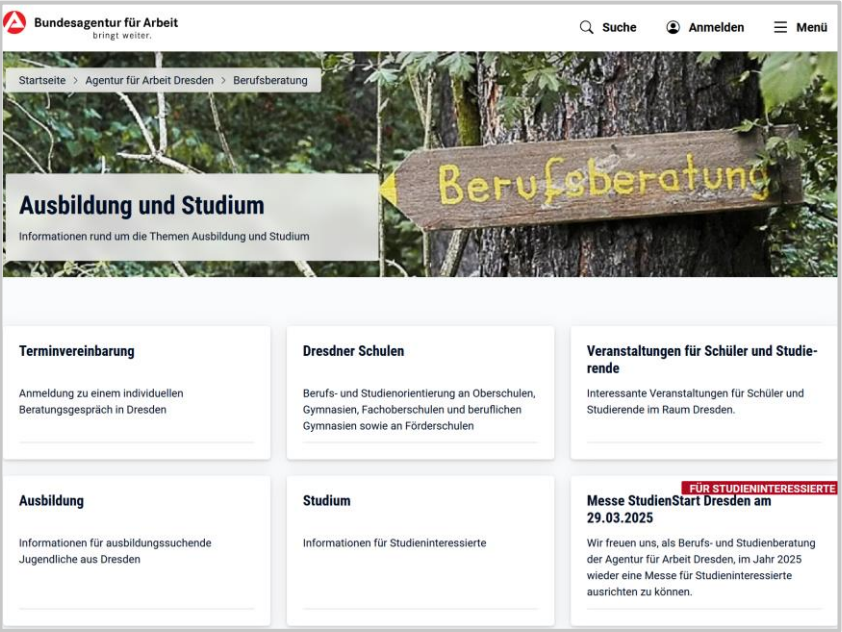 Bundesagentur für Arbeit
bringt weiter.
Suche
Anmelden
Menü
Startseite > Agentur für Arbeit Dresden > Berufsberatung
Berufsberatung
Ausbildung und Studium
Informationen rund um die Themen Ausbildung und Studium
Terminvereinbarung
Anmeldung zu einem individuellen
Beratungsgespräch in Dresden
Dresdner Schulen
Berufs- und Studienorientierung an Oberschulen,
Gymnasien, Fachoberschulen und beruflichen
Gymnasien sowie an Förderschulen
Veranstaltungen für Schüler und Studie-
rende
Interessante Veranstaltungen für Schüler und
Studierende im Raum Dresden.
Ausbildung
Informationen für ausbildungssuchende
Jugendliche aus Dresden
Studium
Informationen für Studieninteressierte
FÜR STUDIENINTERESSIERTE
Messe StudienStart Dresden am
29.03.2025
Wir freuen uns, als Berufs- und Studienberatung
der Agentur für Arbeit Dresden, im Jahr 2025
wieder eine Messe für Studieninteressierte
ausrichten zu können.